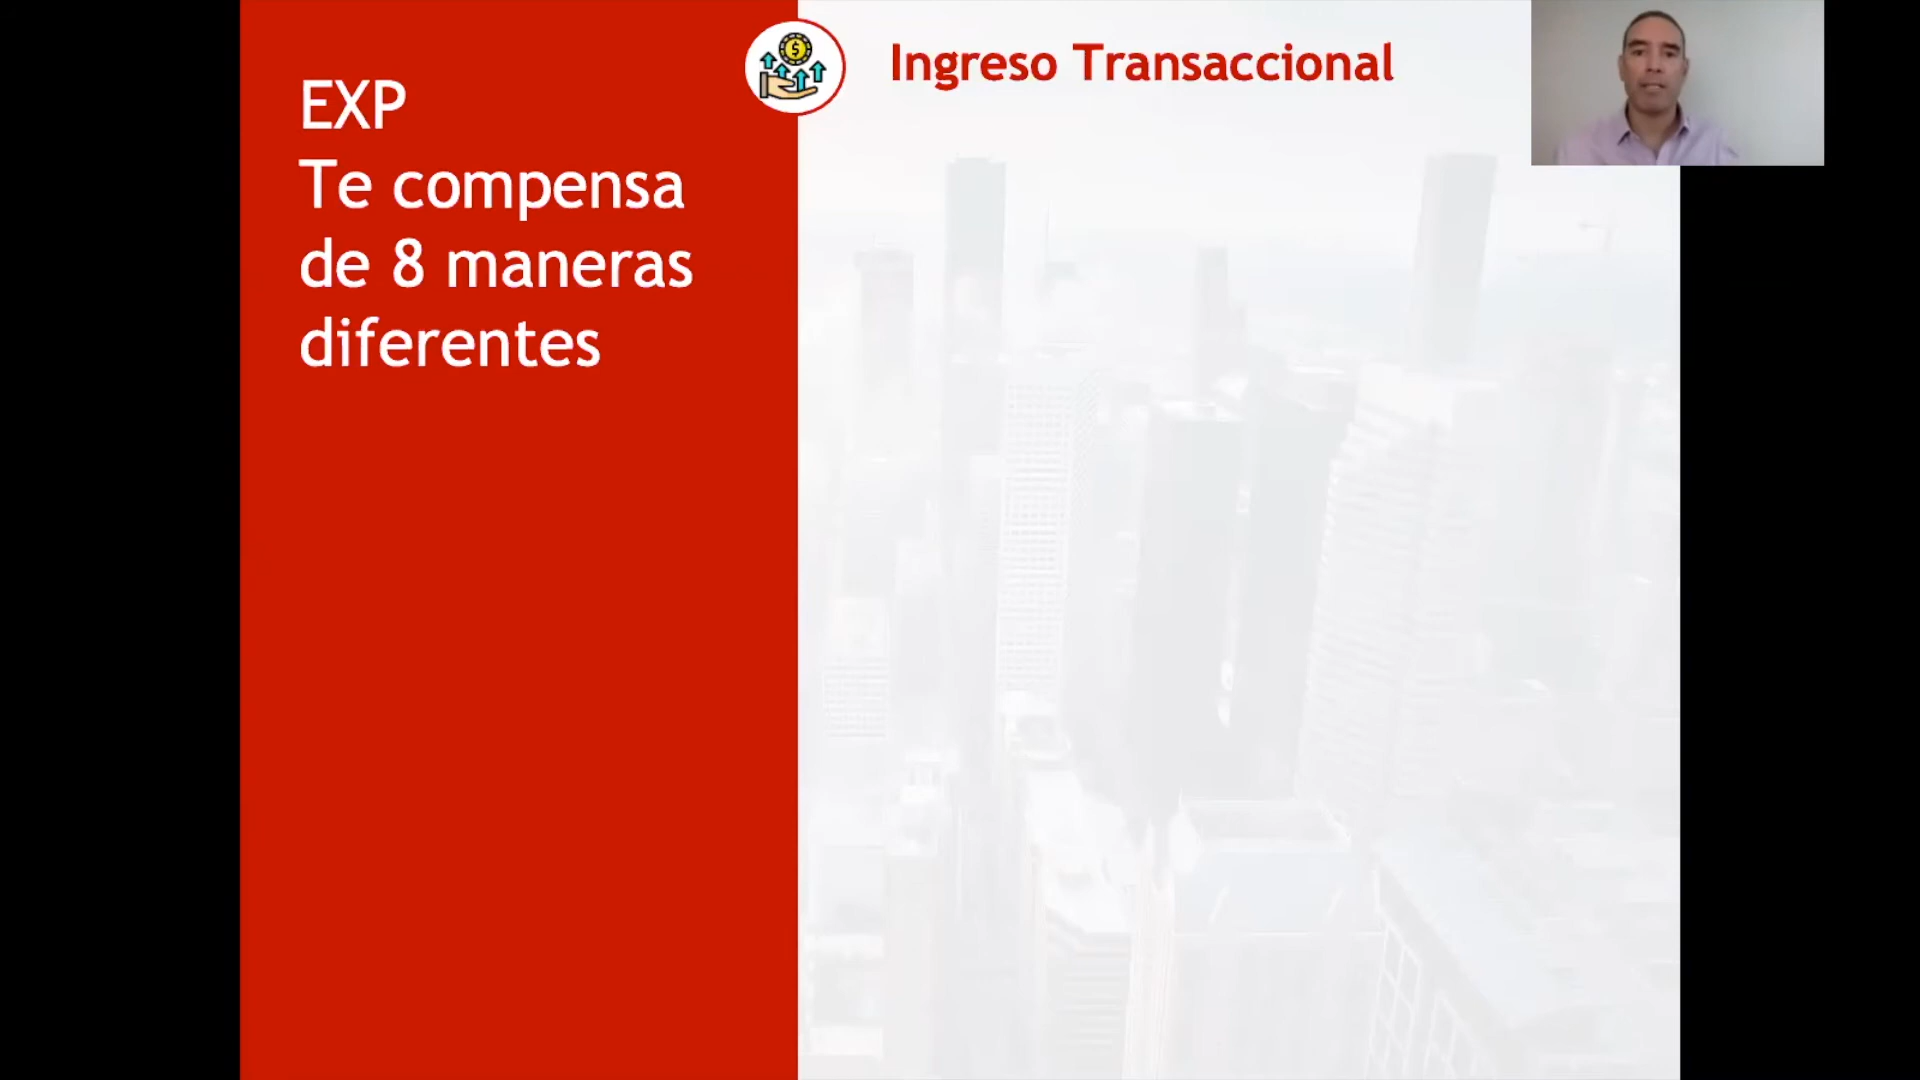 EXP
Te compensa
de 8 maneras
diferentes
Ingreso Transaccional